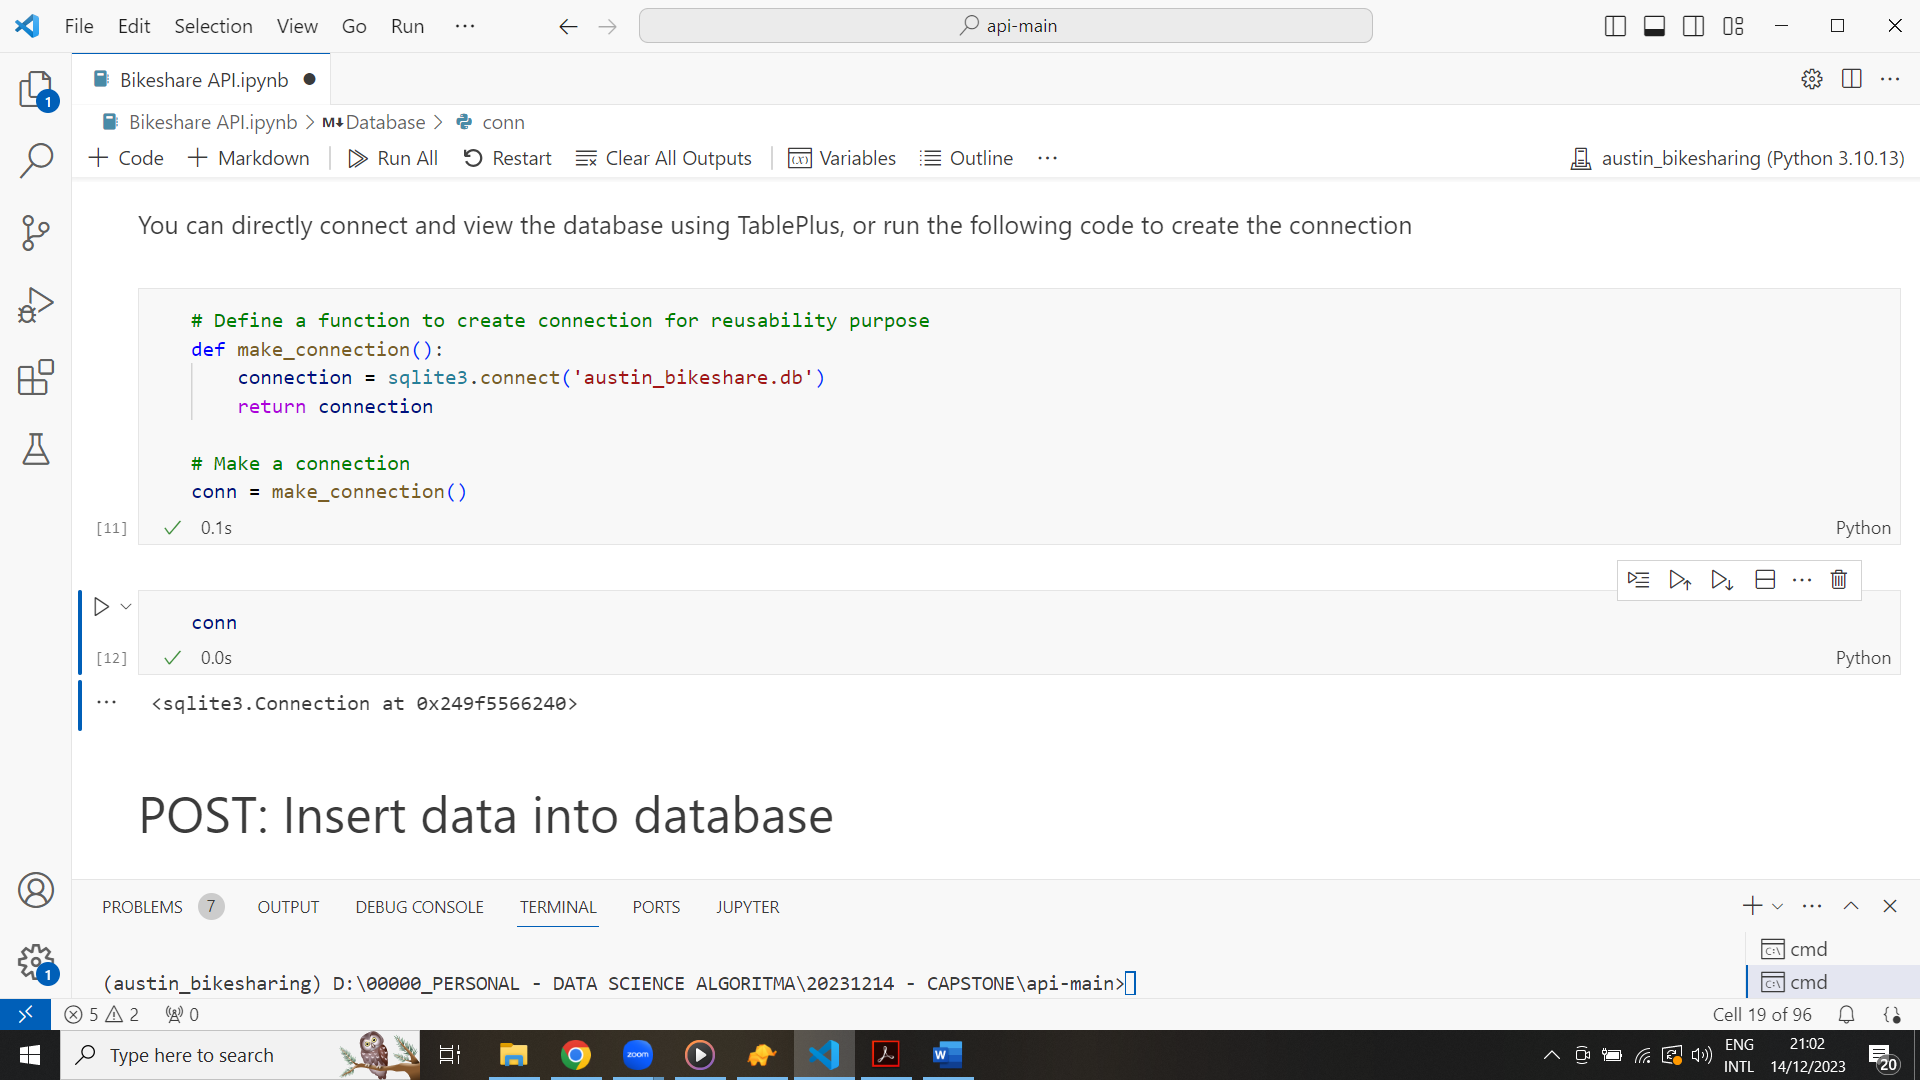 File Edit Selection View Go Run ···
api-main
Bikeshare API.ipynb
Bikeshare API.ipynb > M↓Database > conn
+ Code + Markdown Run All Restart Clear All Outputs Variables Outline ··· austin_bikesharing (Python 3.10.13)
You can directly connect and view the database using TablePlus, or run the following code to create the connection
# Define a function to create connection for reusability purpose
def make_connection():
    connection = sqlite3.connect('austin_bikeshare.db')
    return connection
# Make a connection
conn = make_connection()
[11] 0.1s Python
conn
[12] 0.0s Python
<sqlite3.Connection at 0x249f5566240>
POST: Insert data into database
PROBLEMS 7 OUTPUT DEBUG CONSOLE TERMINAL PORTS JUPYTER
cmd
(austin_bikesharing) D:\00000_PERSONAL - DATA SCIENCE ALGORITMA\20231214 - CAPSTONE\api-main>
cmd
1
1
5 2 0 Cell 19 of 96
Type here to search
zoom
ENG
INTL
21:02
14/12/2023
20